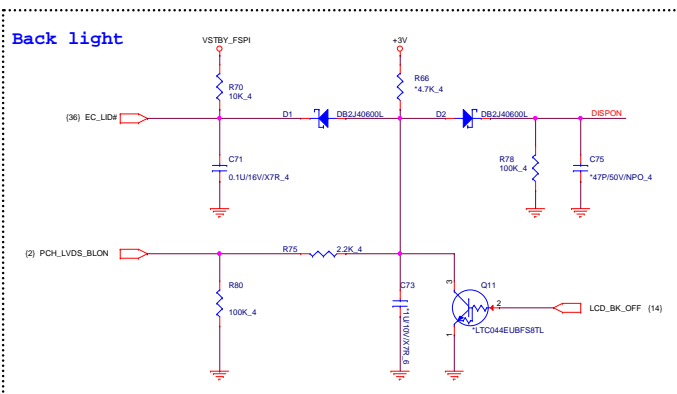 Back light
VSTBY_FSPI
+3V
R70
10K_4
R66
*4.7K_4
{36} EC_LID#
D1
DB2J40600L
D2
DB2J40600L
DISPON
C71
0.1U/16V/X7R_4
R78
100K_4
C75
*47P/50V/NPO_4
{2} PCH_LVDS_BLON
R75
2.2K_4
R80
100K_4
C73
*1U/10V/X7R_6
3
Q11
2
LCD_BK_OFF {14}
*LTC044EUBFS8TL
1